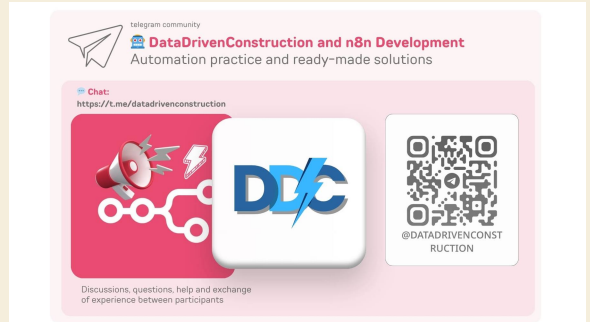 telegram community
🤖 DataDrivenConstruction and n8n Development
Automation practice and ready-made solutions
💬 Chat:
https://t.me/datadrivenconstruction
DDC
@DATADRIVENCONST
RUCTION
Discussions, questions, help and exchange
of experience between participants